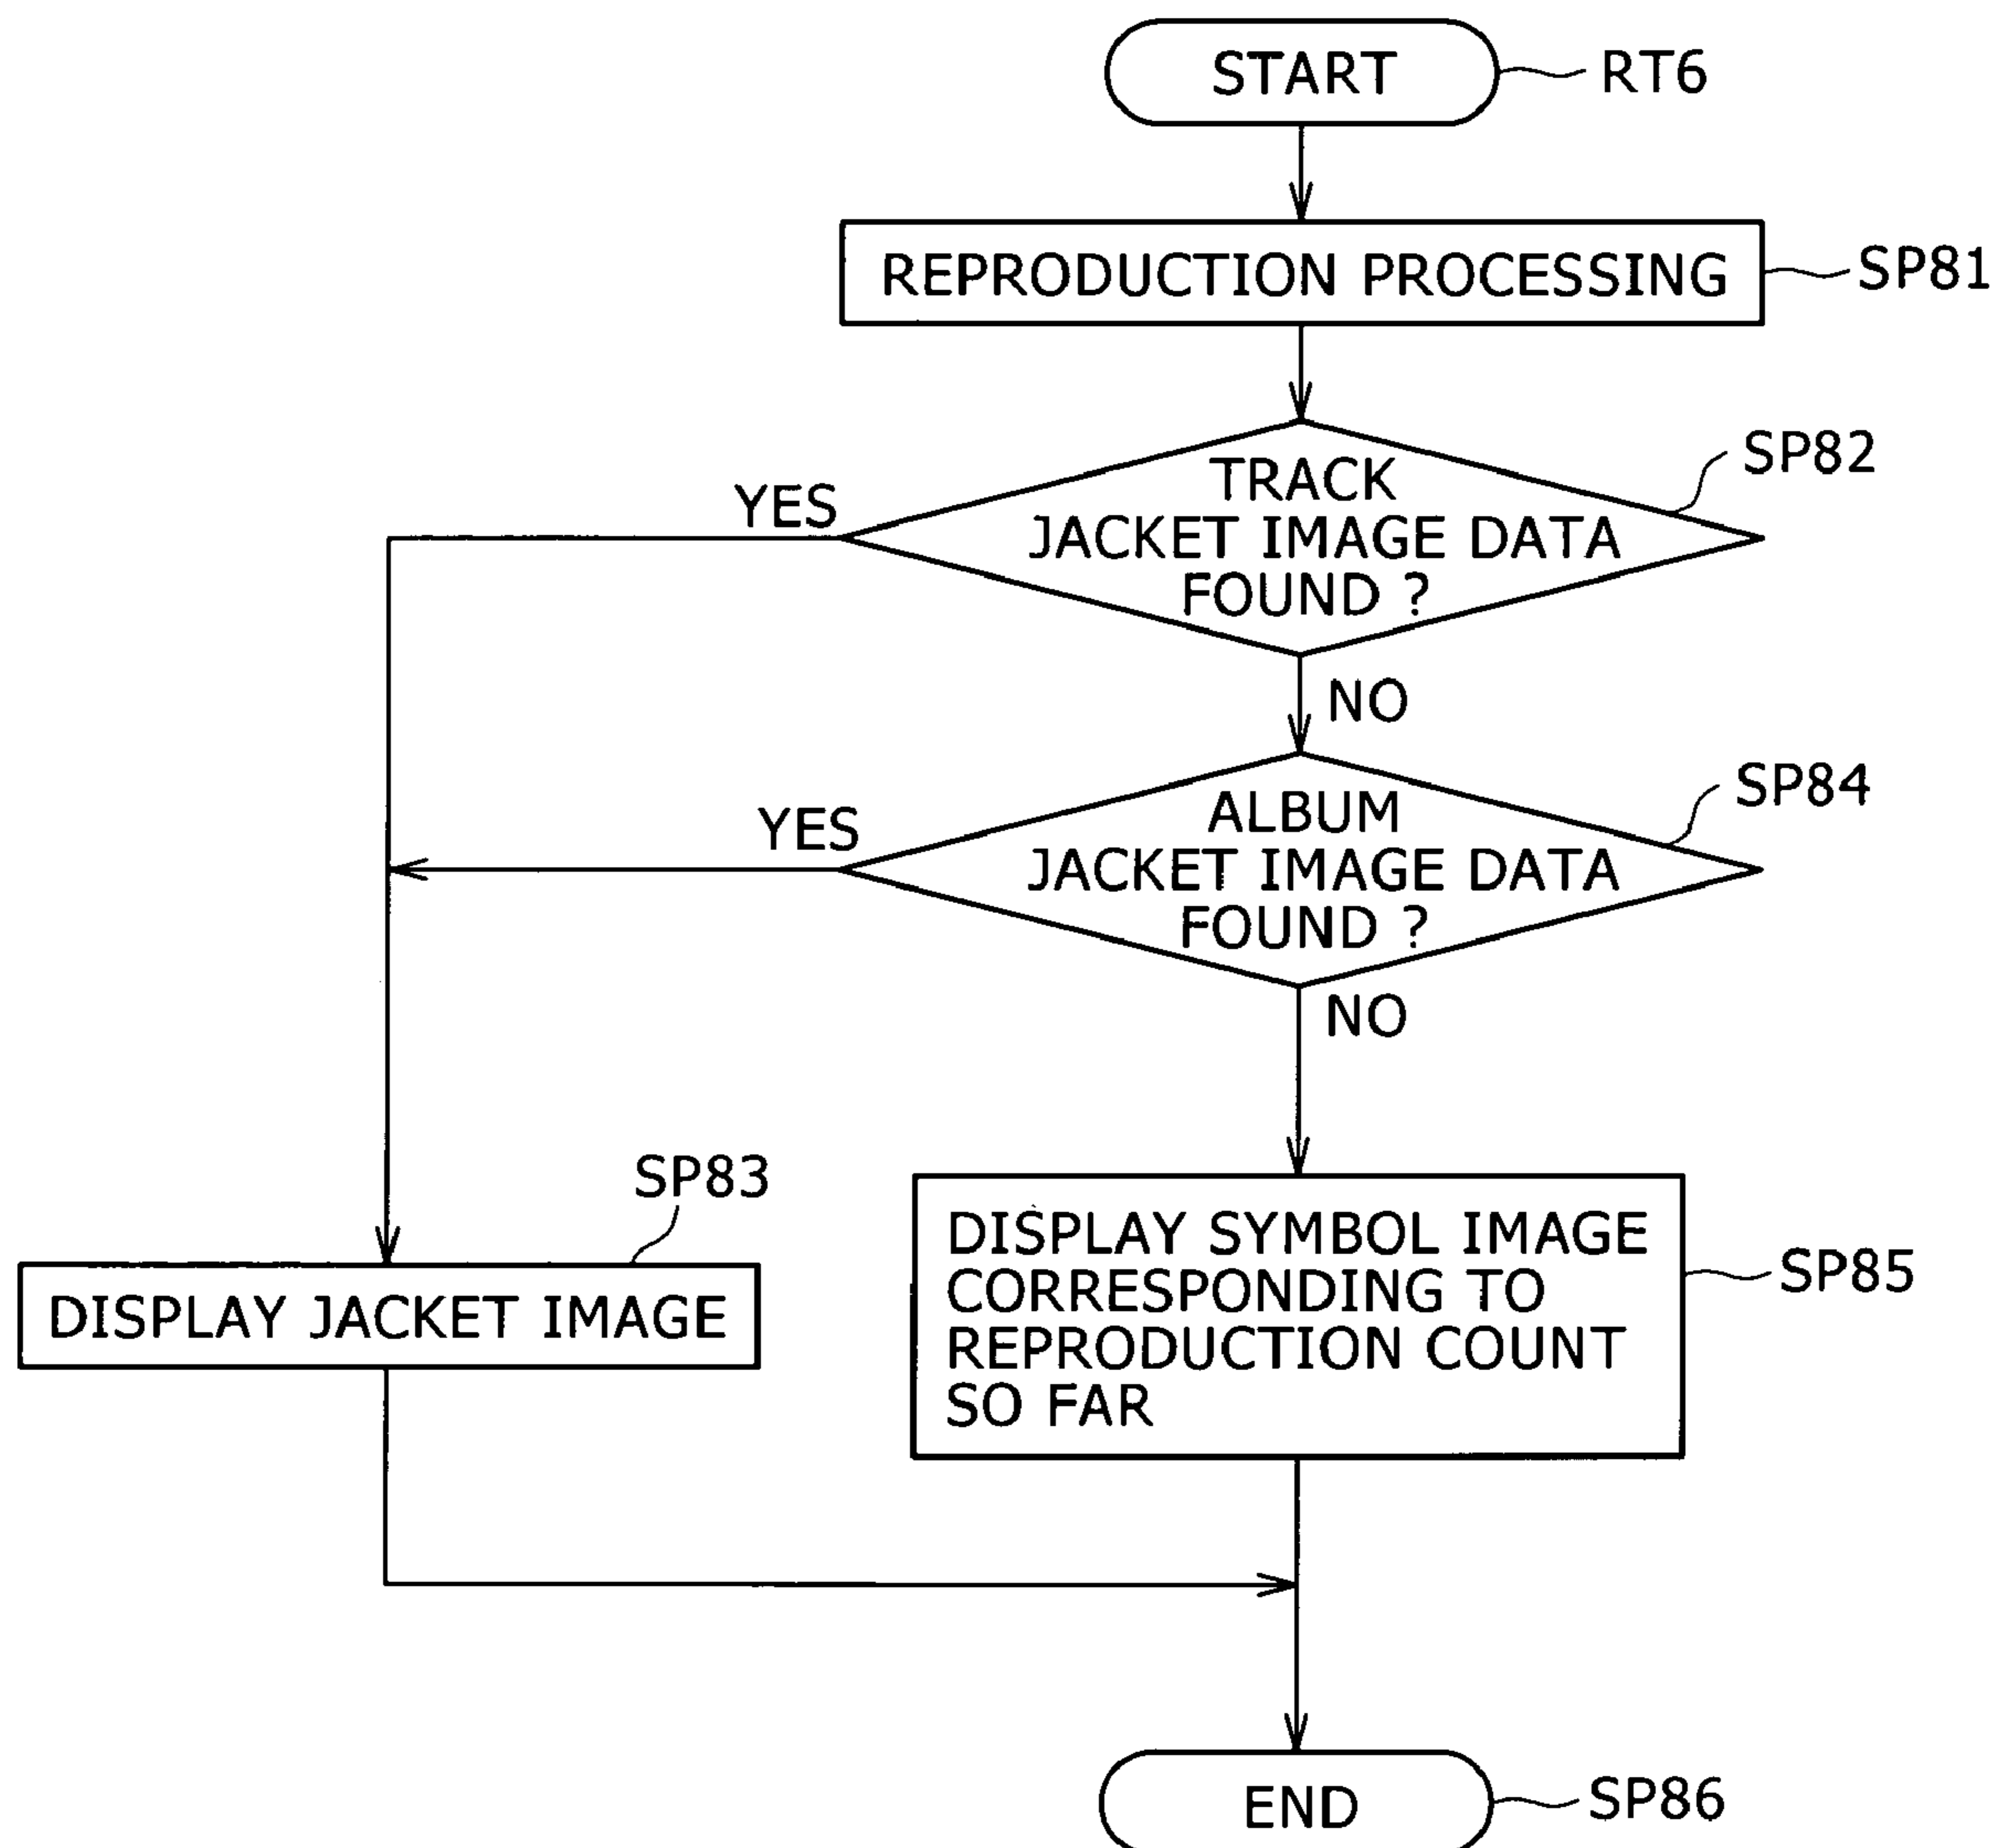 START
RT6
REPRODUCTION PROCESSING
SP81
SP82
TRACK
JACKET IMAGE DATA
FOUND ?
YES
NO
SP84
ALBUM
JACKET IMAGE DATA
FOUND ?
YES
NO
SP83
DISPLAY JACKET IMAGE
DISPLAY SYMBOL IMAGE
CORRESPONDING TO
REPRODUCTION COUNT
SO FAR
SP85
END
SP86